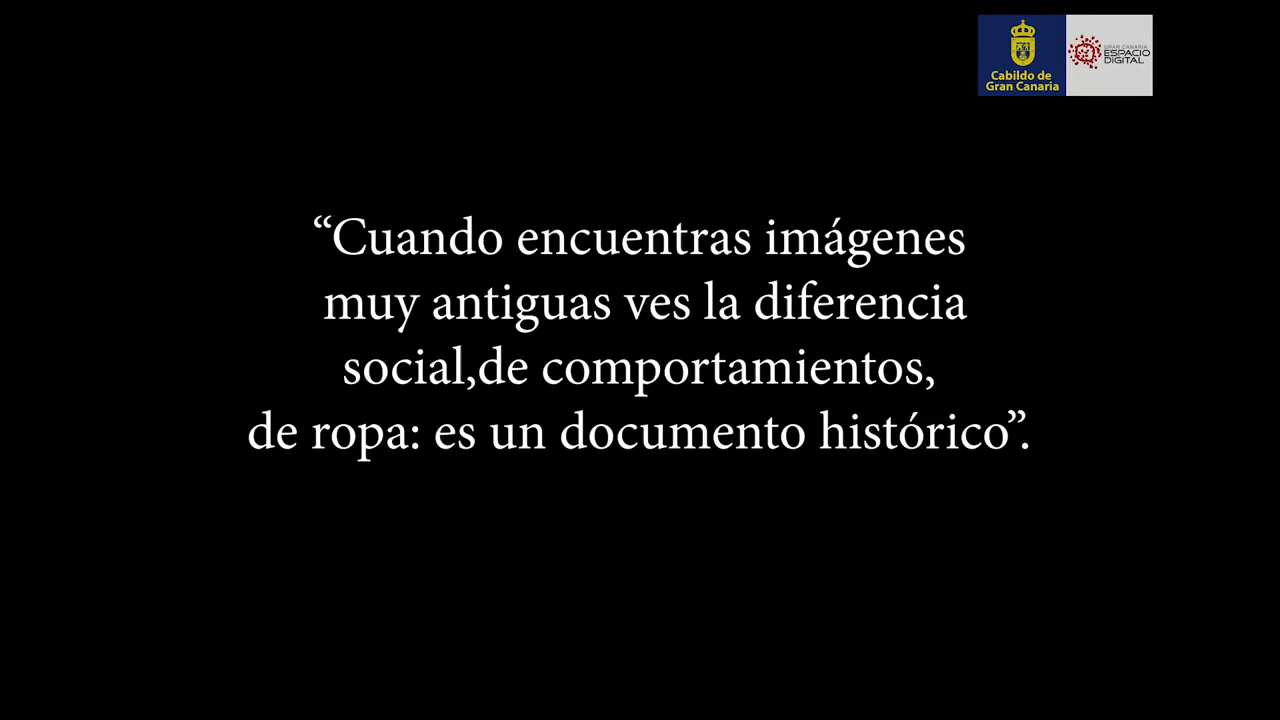 Cabildo de
Gran Canaria
GRAN CANARIA
ESPACIO
DIGITAL
“Cuando encuentras imágenes
muy antiguas ves la diferencia
social,de comportamientos,
de ropa: es un documento histórico”.